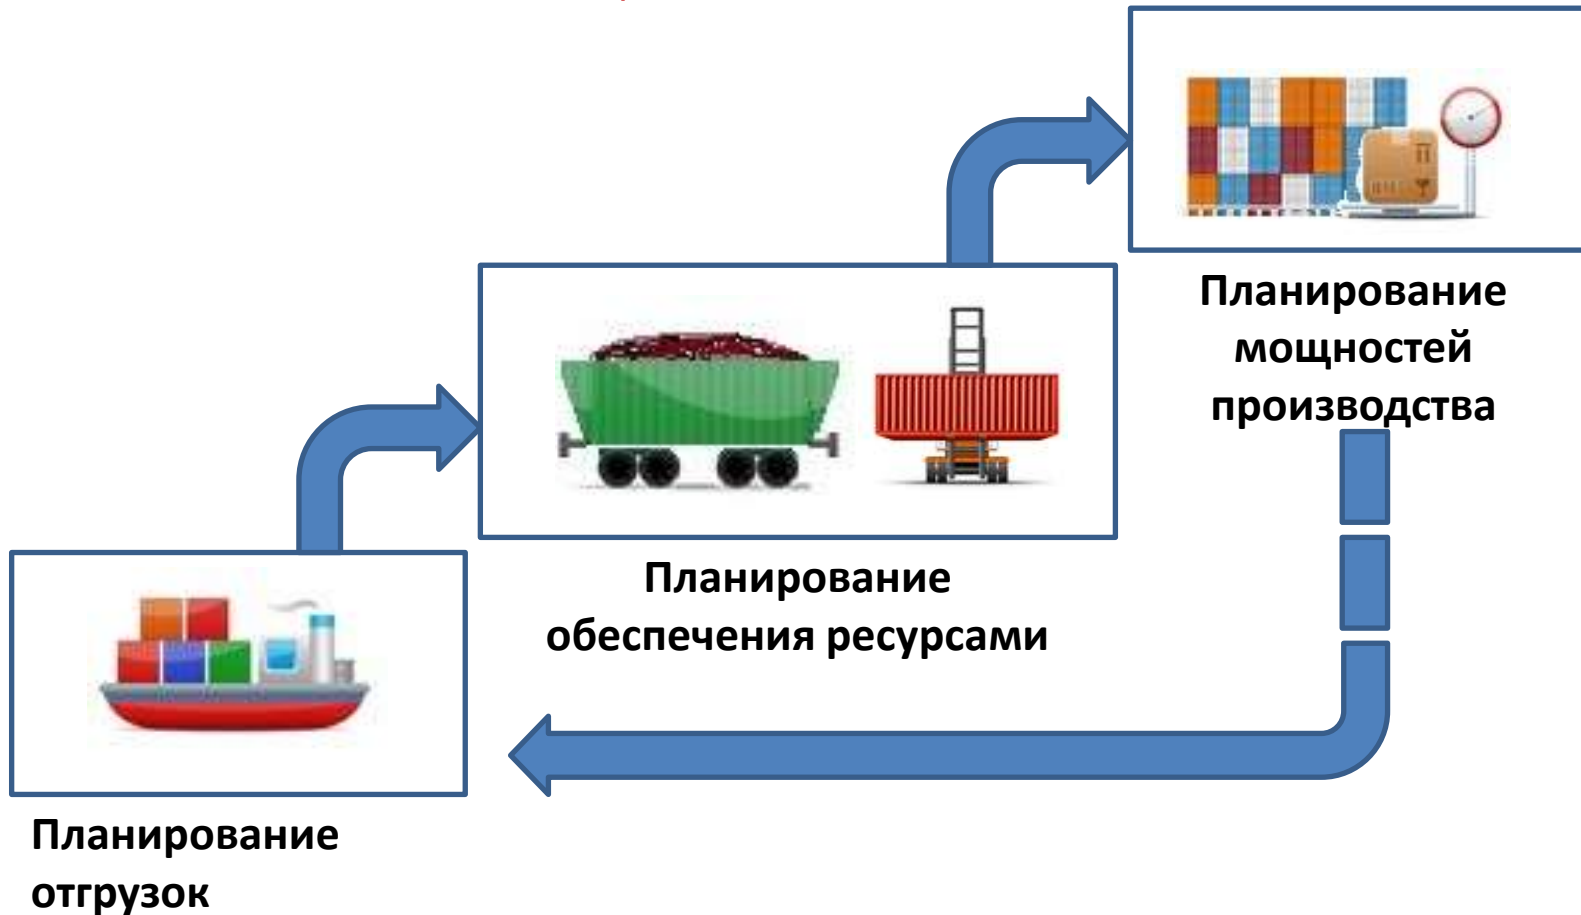 Планирование
мощностей
производства
Планирование
обеспечения ресурсами
Планирование
отгрузок